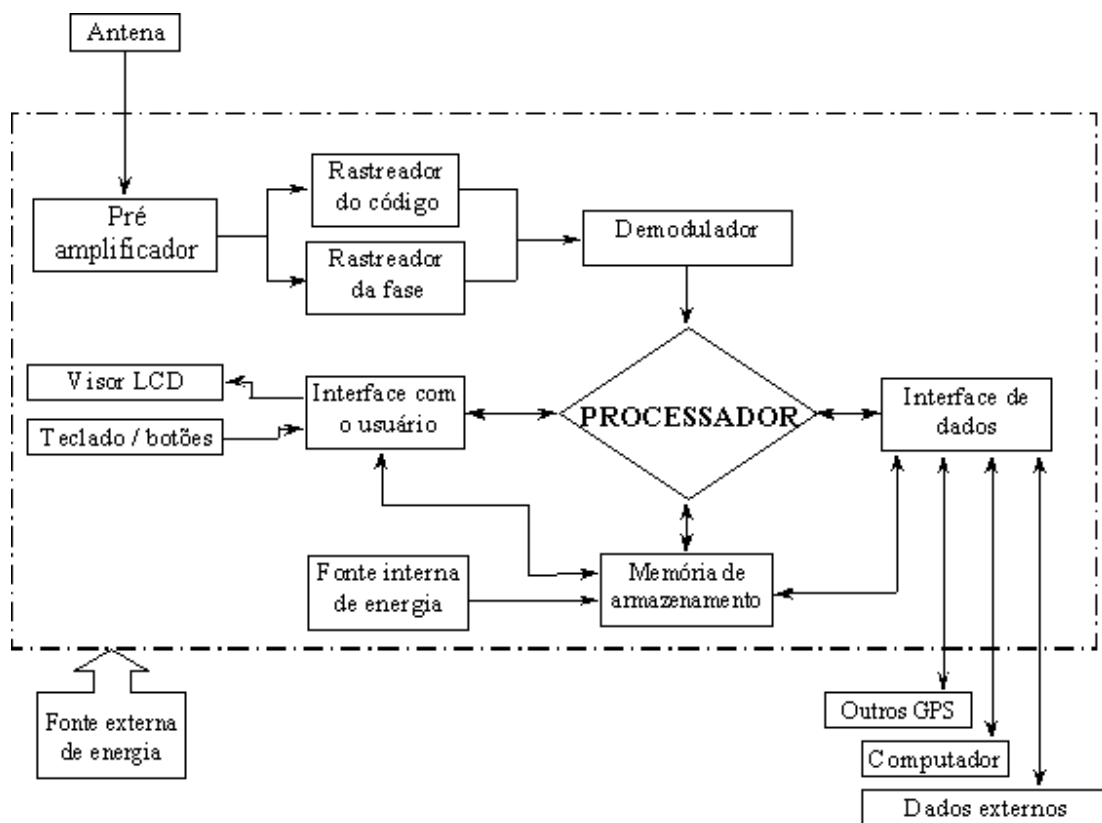 Antena
Pré
amplificador
Rastreador
do código
Rastreador
da fase
Demodulador
Visor LCD
Teclado / botões
Interface com
o usuário
PROCESSADOR
Interface de
dados
Fonte interna
de energia
Memória de
armazenamento
Fonte externa
de energia
Outros GPS
Computador
Dados externos